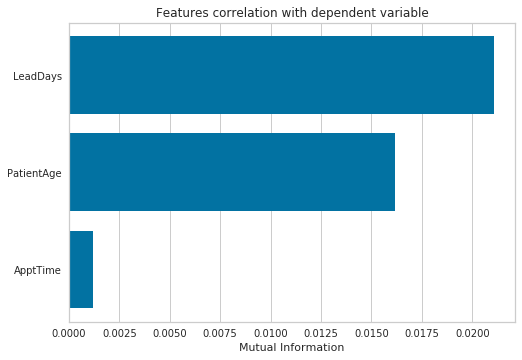 Features correlation with dependent variable
LeadDays
PatientAge
ApptTime
0.0000 0.0025 0.0050 0.0075 0.0100 0.0125 0.0150 0.0175 0.0200
Mutual Information